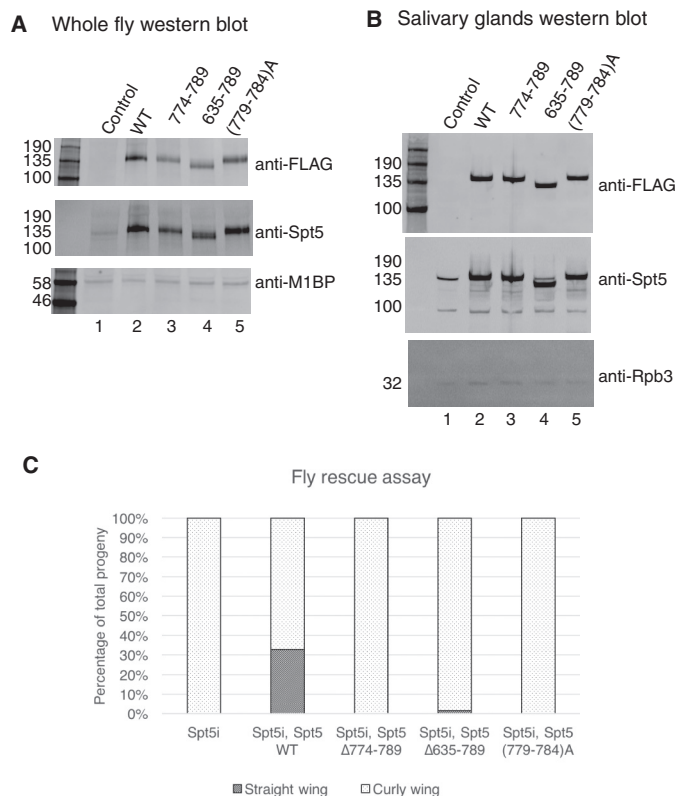 A Whole fly western blot
Control
WT
774-789
635-789
(779-784)A
190
135
100
anti-FLAG
190
135
100
anti-Spt5
58
46
anti-M1BP
1 2 3 4 5
B Salivary glands western blot
Control
WT
774-789
635-789
(779-784)A
190
135
100
anti-FLAG
190
135
100
anti-Spt5
32
anti-Rpb3
1 2 3 4 5
C
Fly rescue assay
Percentage of total progeny
100%
90%
80%
70%
60%
50%
40%
30%
20%
10%
0%
Spt5i
Spt5i, Spt5
WT
Spt5i, Spt5
Δ774-789
Spt5i, Spt5
Δ635-789
Spt5i, Spt5
(779-784)A
Straight wing
Curly wing